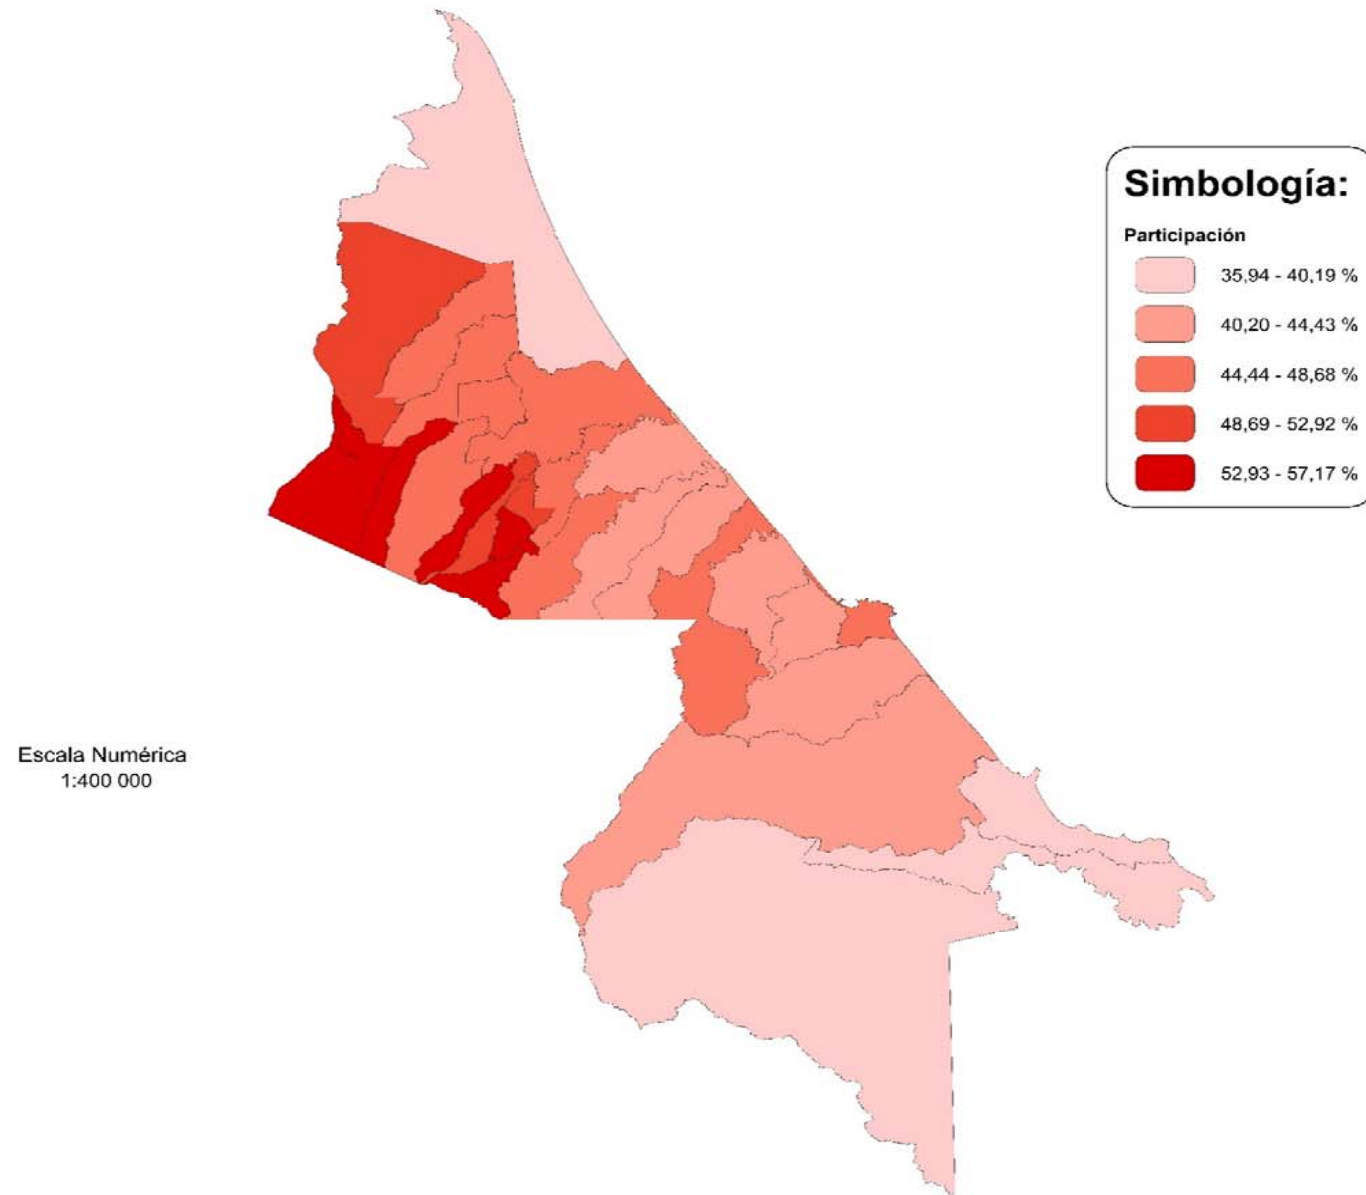 Simbología:
Participación
35,94 - 40,19 %
40,20 - 44,43 %
44,44 - 48,68 %
48,69 - 52,92 %
52,93 - 57,17 %
Escala Numérica
1:400 000